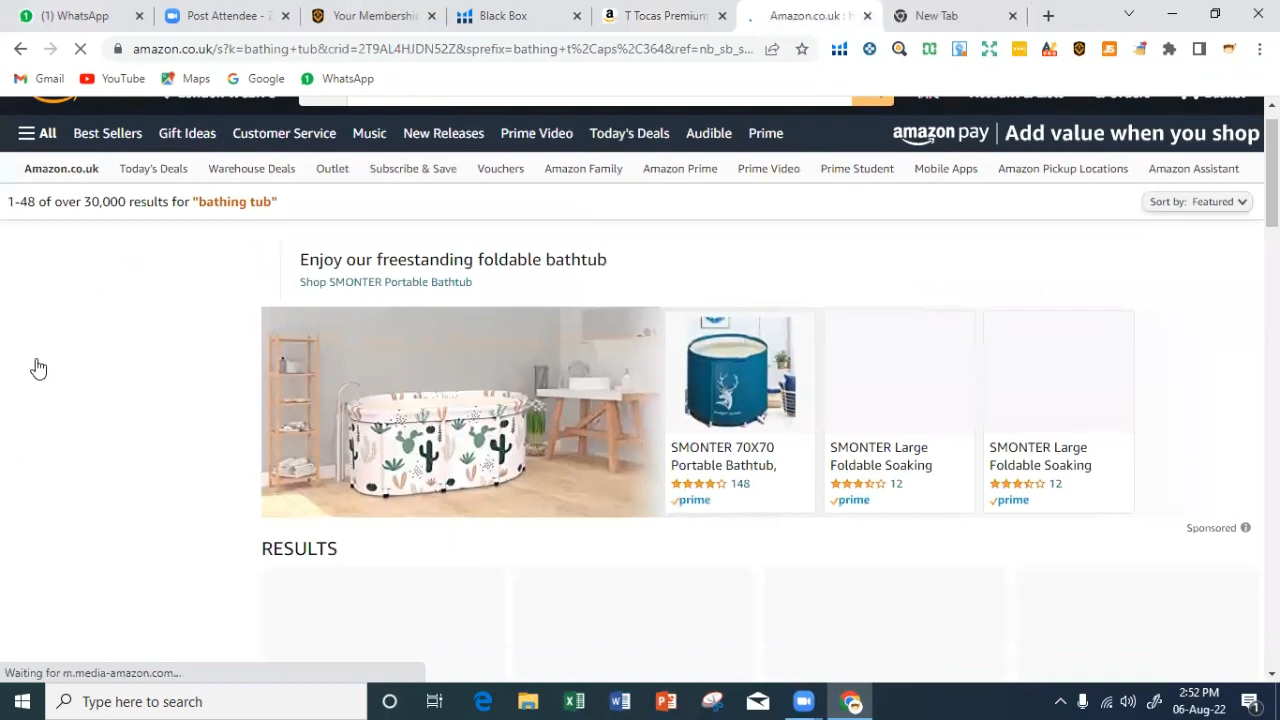 (1) WhatsApp
Post Attendee - Z
Your Membershi
Black Box
T Tocas Premium
Amazon.co.uk : b
New Tab
amazon.co.uk/s?k=bathing+tub&crid=2T9AL4HJDN52Z&sprefix=bathing+t%2Caps%2C364&ref=nb_sb_s...
Gmail
YouTube
Maps
Google
WhatsApp
All
Best Sellers
Gift Ideas
Customer Service
Music
New Releases
Prime Video
Today's Deals
Audible
Prime
amazon pay | Add value when you shop
Amazon.co.uk
Today's Deals
Warehouse Deals
Outlet
Subscribe & Save
Vouchers
Amazon Family
Amazon Prime
Prime Video
Prime Student
Mobile Apps
Amazon Pickup Locations
Amazon Assistant
1-48 of over 30,000 results for "bathing tub"
Sort by: Featured
Enjoy our freestanding foldable bathtub
Shop SMONTER Portable Bathtub
SMONTER 70X70
Portable Bathtub,
148
prime
SMONTER Large
Foldable Soaking
12
prime
SMONTER Large
Foldable Soaking
12
prime
Sponsored
RESULTS
Waiting for m.media-amazon.com...
Type here to search
2:52 PM
06-Aug-22
1